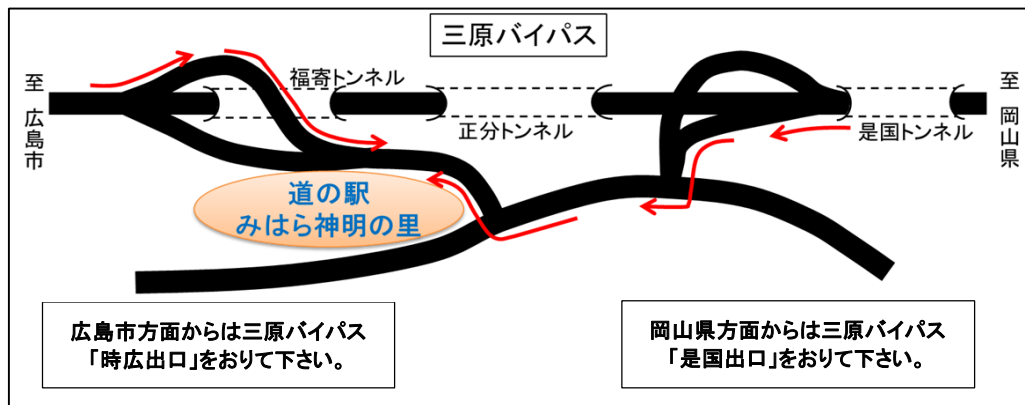 三原バイパス
至 広島市
福寄トンネル
正分トンネル
是国トンネル
至 岡山県
道の駅
みはら神明の里
広島市方面からは三原バイパス
「時広出口」をおりて下さい。
岡山県方面からは三原バイパス
「是国出口」をおりて下さい。